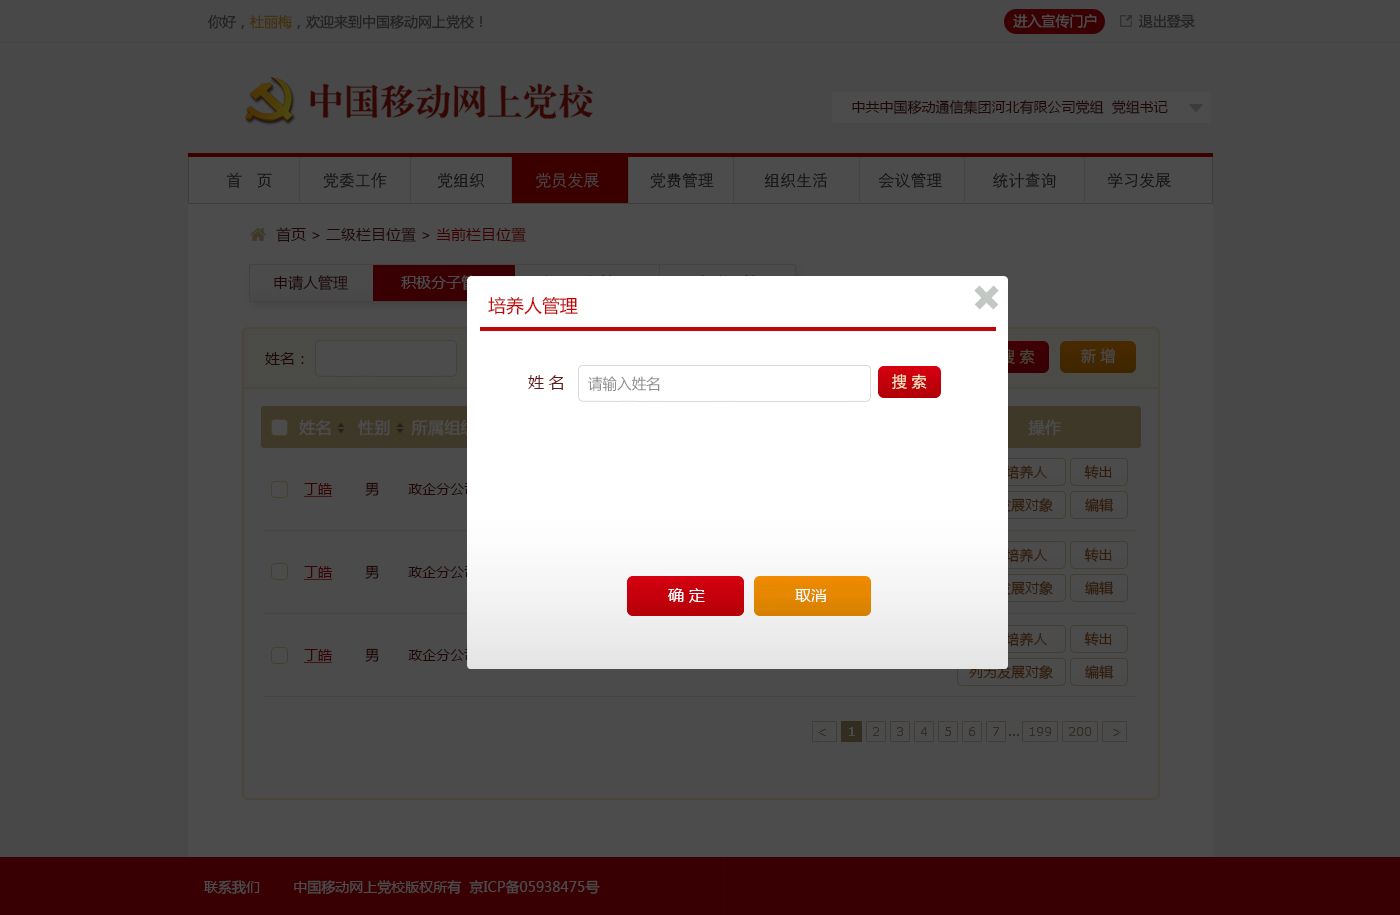 你好，杜丽梅，欢迎来到中国移动网上党校！ 进入宣传门户 退出登录
中国移动网上党校
中共中国移动通信集团河北有限公司党组 党组书记
首 页 党委工作 党组织 党员发展 党费管理 组织生活 会议管理 统计查询 学习发展
首页 > 二级栏目位置 > 当前栏目位置
申请人管理 积极分子
培养人管理
姓名： 索 新 增
姓 名 请输入姓名 搜 索
姓名 性别 所属组 操作
培养人 转出
丁皓 男 政企分公
发展对象 编辑
培养人 转出
丁皓 男 政企分公
发展对象 编辑
确 定 取消
培养人 转出
丁皓 男 政企分公
列为发展对象 编辑
< 1 2 3 4 5 6 7 ... 199 200 >
联系我们 中国移动网上党校版权所有 京ICP备05938475号